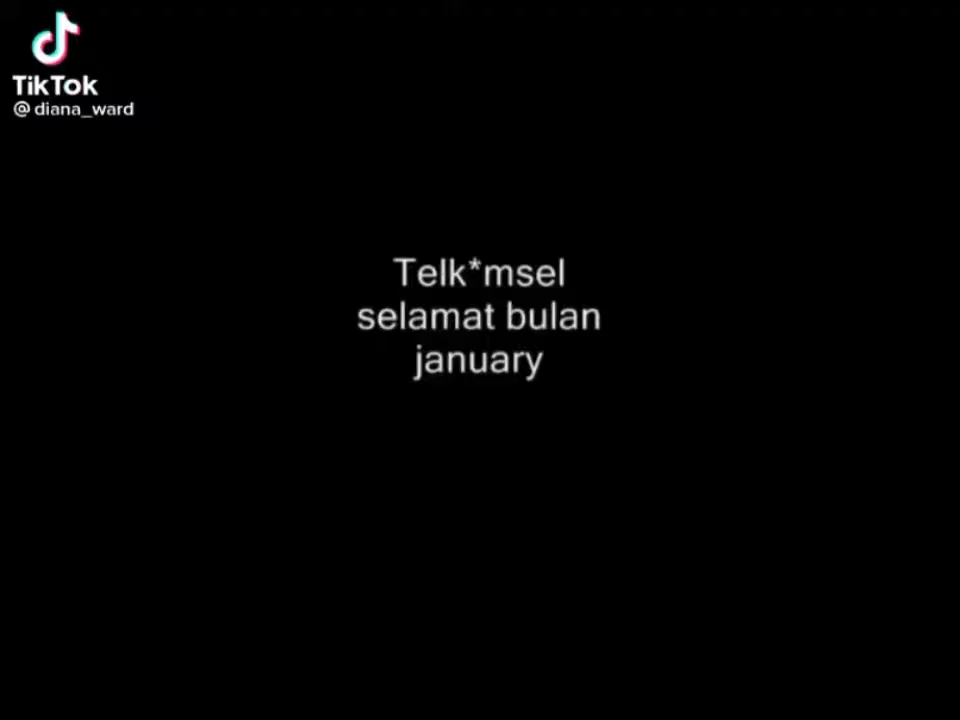 TikTok
@ diana_ward
Telk*msel
selamat bulan
january